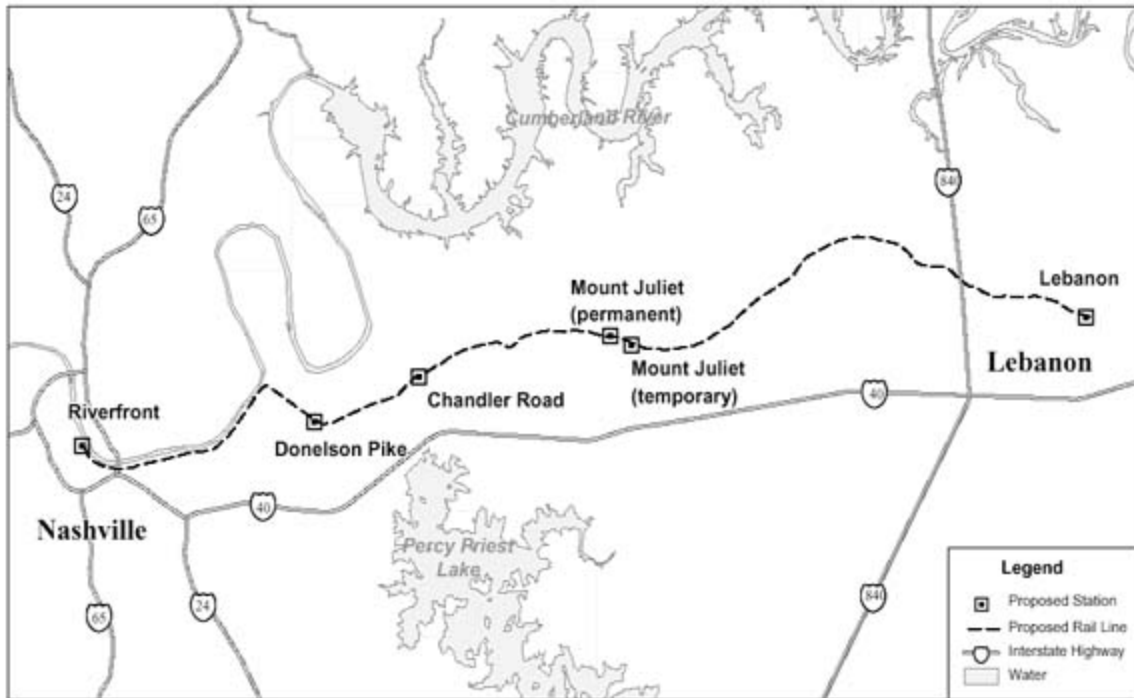 Cumberland River
24
65
840
Mount Juliet
(permanent)
Lebanon
Mount Juliet
(temporary)
Lebanon
Riverfront
Chandler Road
40
Donelson Pike
40
Nashville
Percy Priest
Lake
65
24
840
Legend
Proposed Station
Proposed Rail Line
Interstate Highway
Water